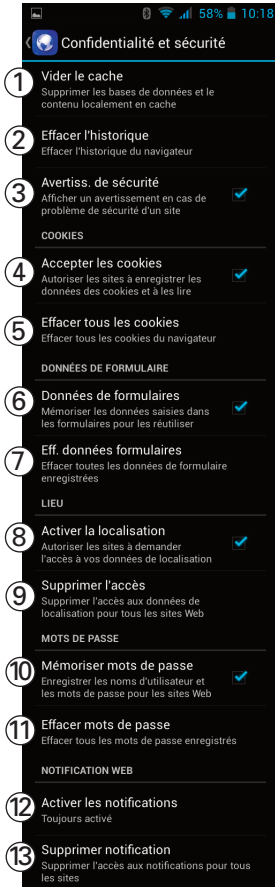 58% 10:18
Confidentialité et sécurité
1 Vider le cache
Supprimer les bases de données et le
contenu localement en cache
2 Effacer l'historique
Effacer l'historique du navigateur
3 Avertiss. de sécurité
Afficher un avertissement en cas de
problème de sécurité d'un site
COOKIES
4 Accepter les cookies
Autoriser les sites à enregistrer les
données des cookies et à les lire
5 Effacer tous les cookies
Effacer tous les cookies du navigateur
DONNÉES DE FORMULAIRE
6 Données de formulaires
Mémoriser les données saisies dans
les formulaires pour les réutiliser
7 Eff. données formulaires
Effacer toutes les données de formulaire
enregistrées
LIEU
8 Activer la localisation
Autoriser les sites à demander
l'accès à vos données de localisation
9 Supprimer l'accès
Supprimer l'accès aux données de
localisation pour tous les sites Web
MOTS DE PASSE
10 Mémoriser mots de passe
Enregistrer les noms d'utilisateur et
les mots de passe pour les sites Web
11 Effacer mots de passe
Effacer tous les mots de passe enregistrés
NOTIFICATION WEB
12 Activer les notifications
Toujours activé
13 Supprimer notification
Supprimer l'accès aux notifications pour tous
les sites